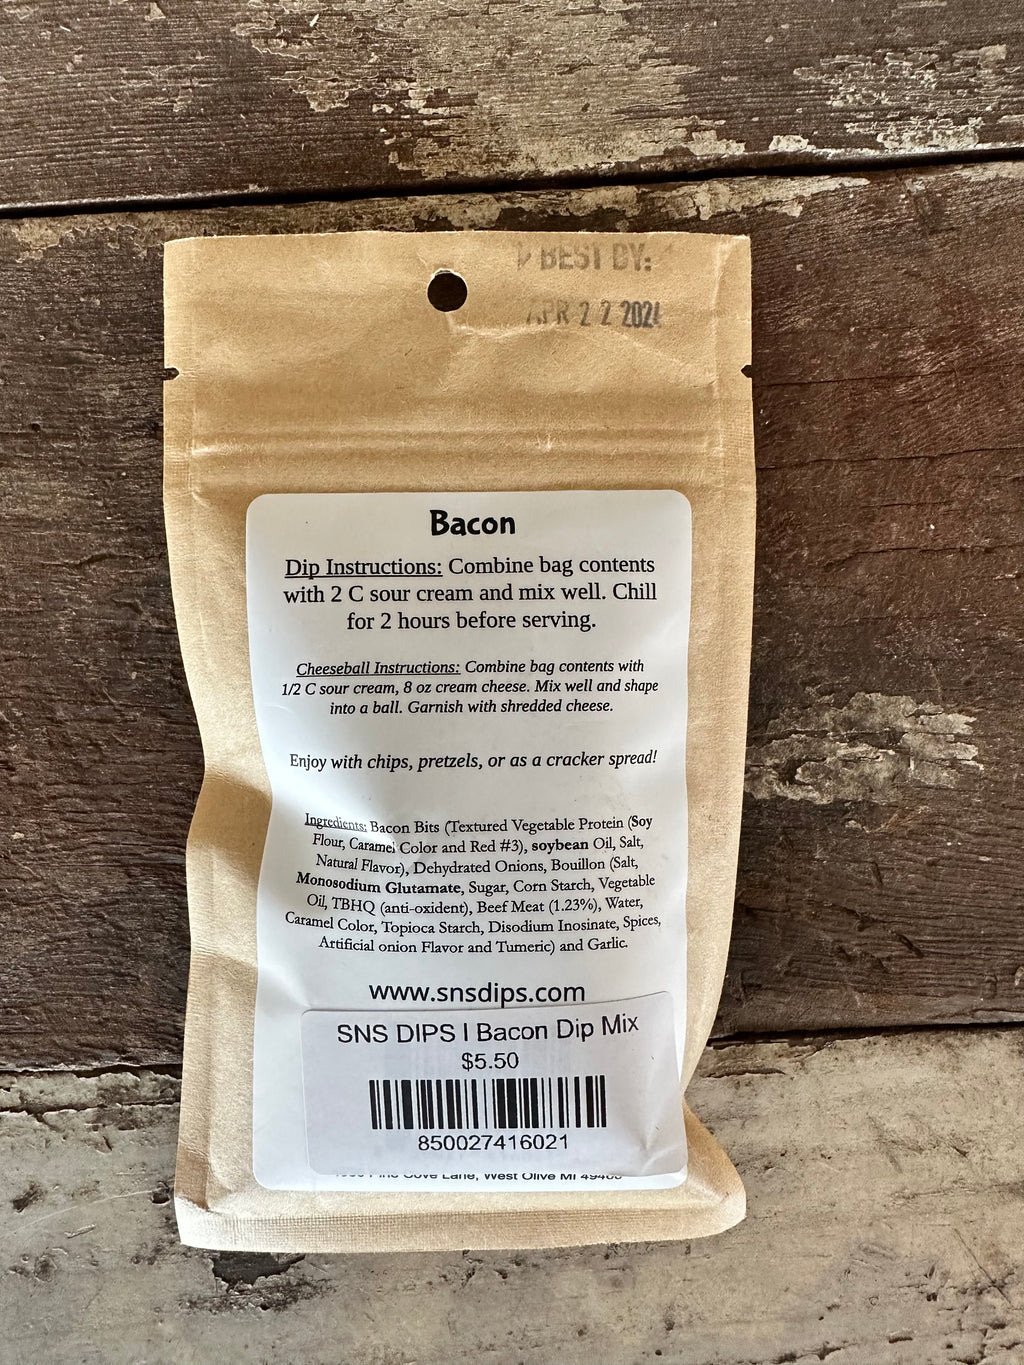 BEST BY:
APR 2 2 202
Bacon
Dip Instructions: Combine bag contents
with 2 C sour cream and mix well. Chill
for 2 hours before serving.
Cheeseball Instructions: Combine bag contents with
1/2 C sour cream, 8 oz cream cheese. Mix well and shape
into a ball. Garnish with shredded cheese.
Enjoy with chips, pretzels, or as a cracker spread!
Ingredients: Bacon Bits (Textured Vegetable Protein (Soy
Flour, Caramel Color and Red #3), soybean Oil, Salt,
Natural Flavor), Dehydrated Onions, Bouillon (Salt,
Monosodium Glutamate, Sugar, Corn Starch, Vegetable
Oil, TBHQ (anti-oxident), Beef Meat (1.23%), Water,
Caramel Color, Topioca Starch, Disodium Inosinate, Spices,
Artificial onion Flavor and Tumeric) and Garlic.
www.snsdips.com
SNS DIPS I Bacon Dip Mix
$5.50
850027416021
Cove Lane, West Olive MI